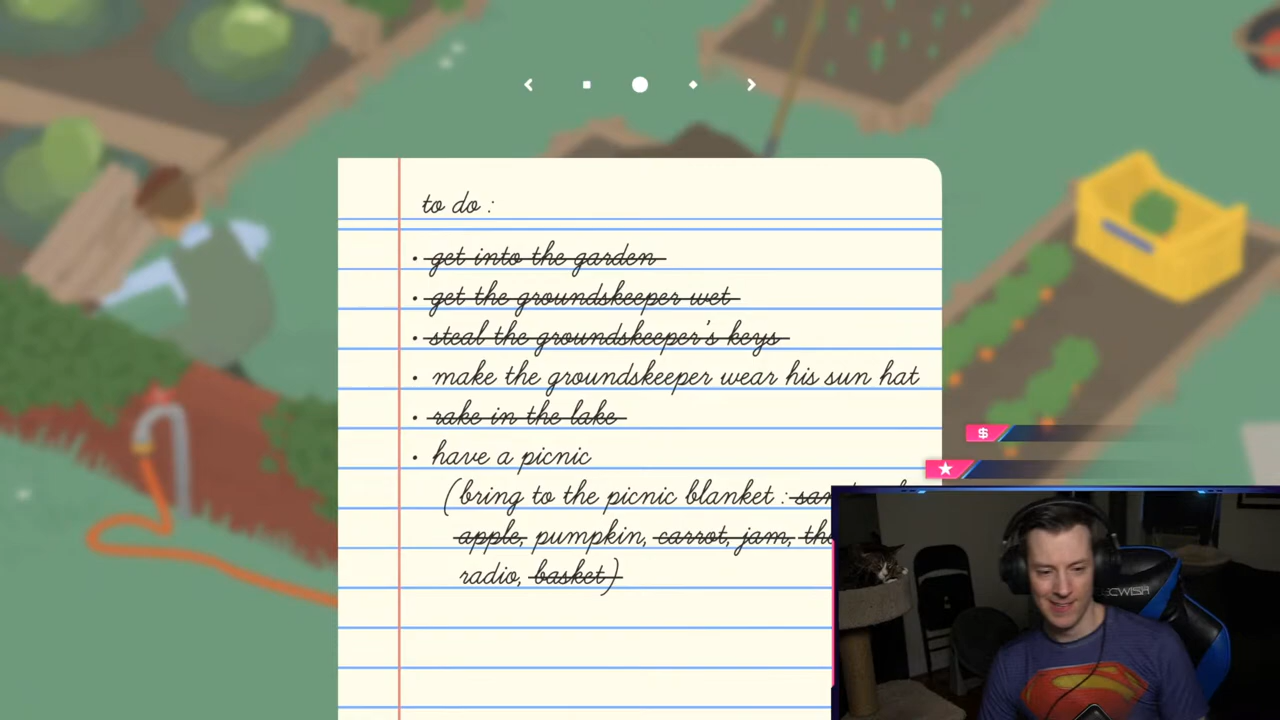 to do :
• get into the garden
• get the groundskeeper wet
• steal the groundskeeper's keys
• make the groundskeeper wear his sun hat
• rake in the lake
• have a picnic
(bring to the picnic blanket :
apple, pumpkin, carrot, jam,
radio, basket)
$